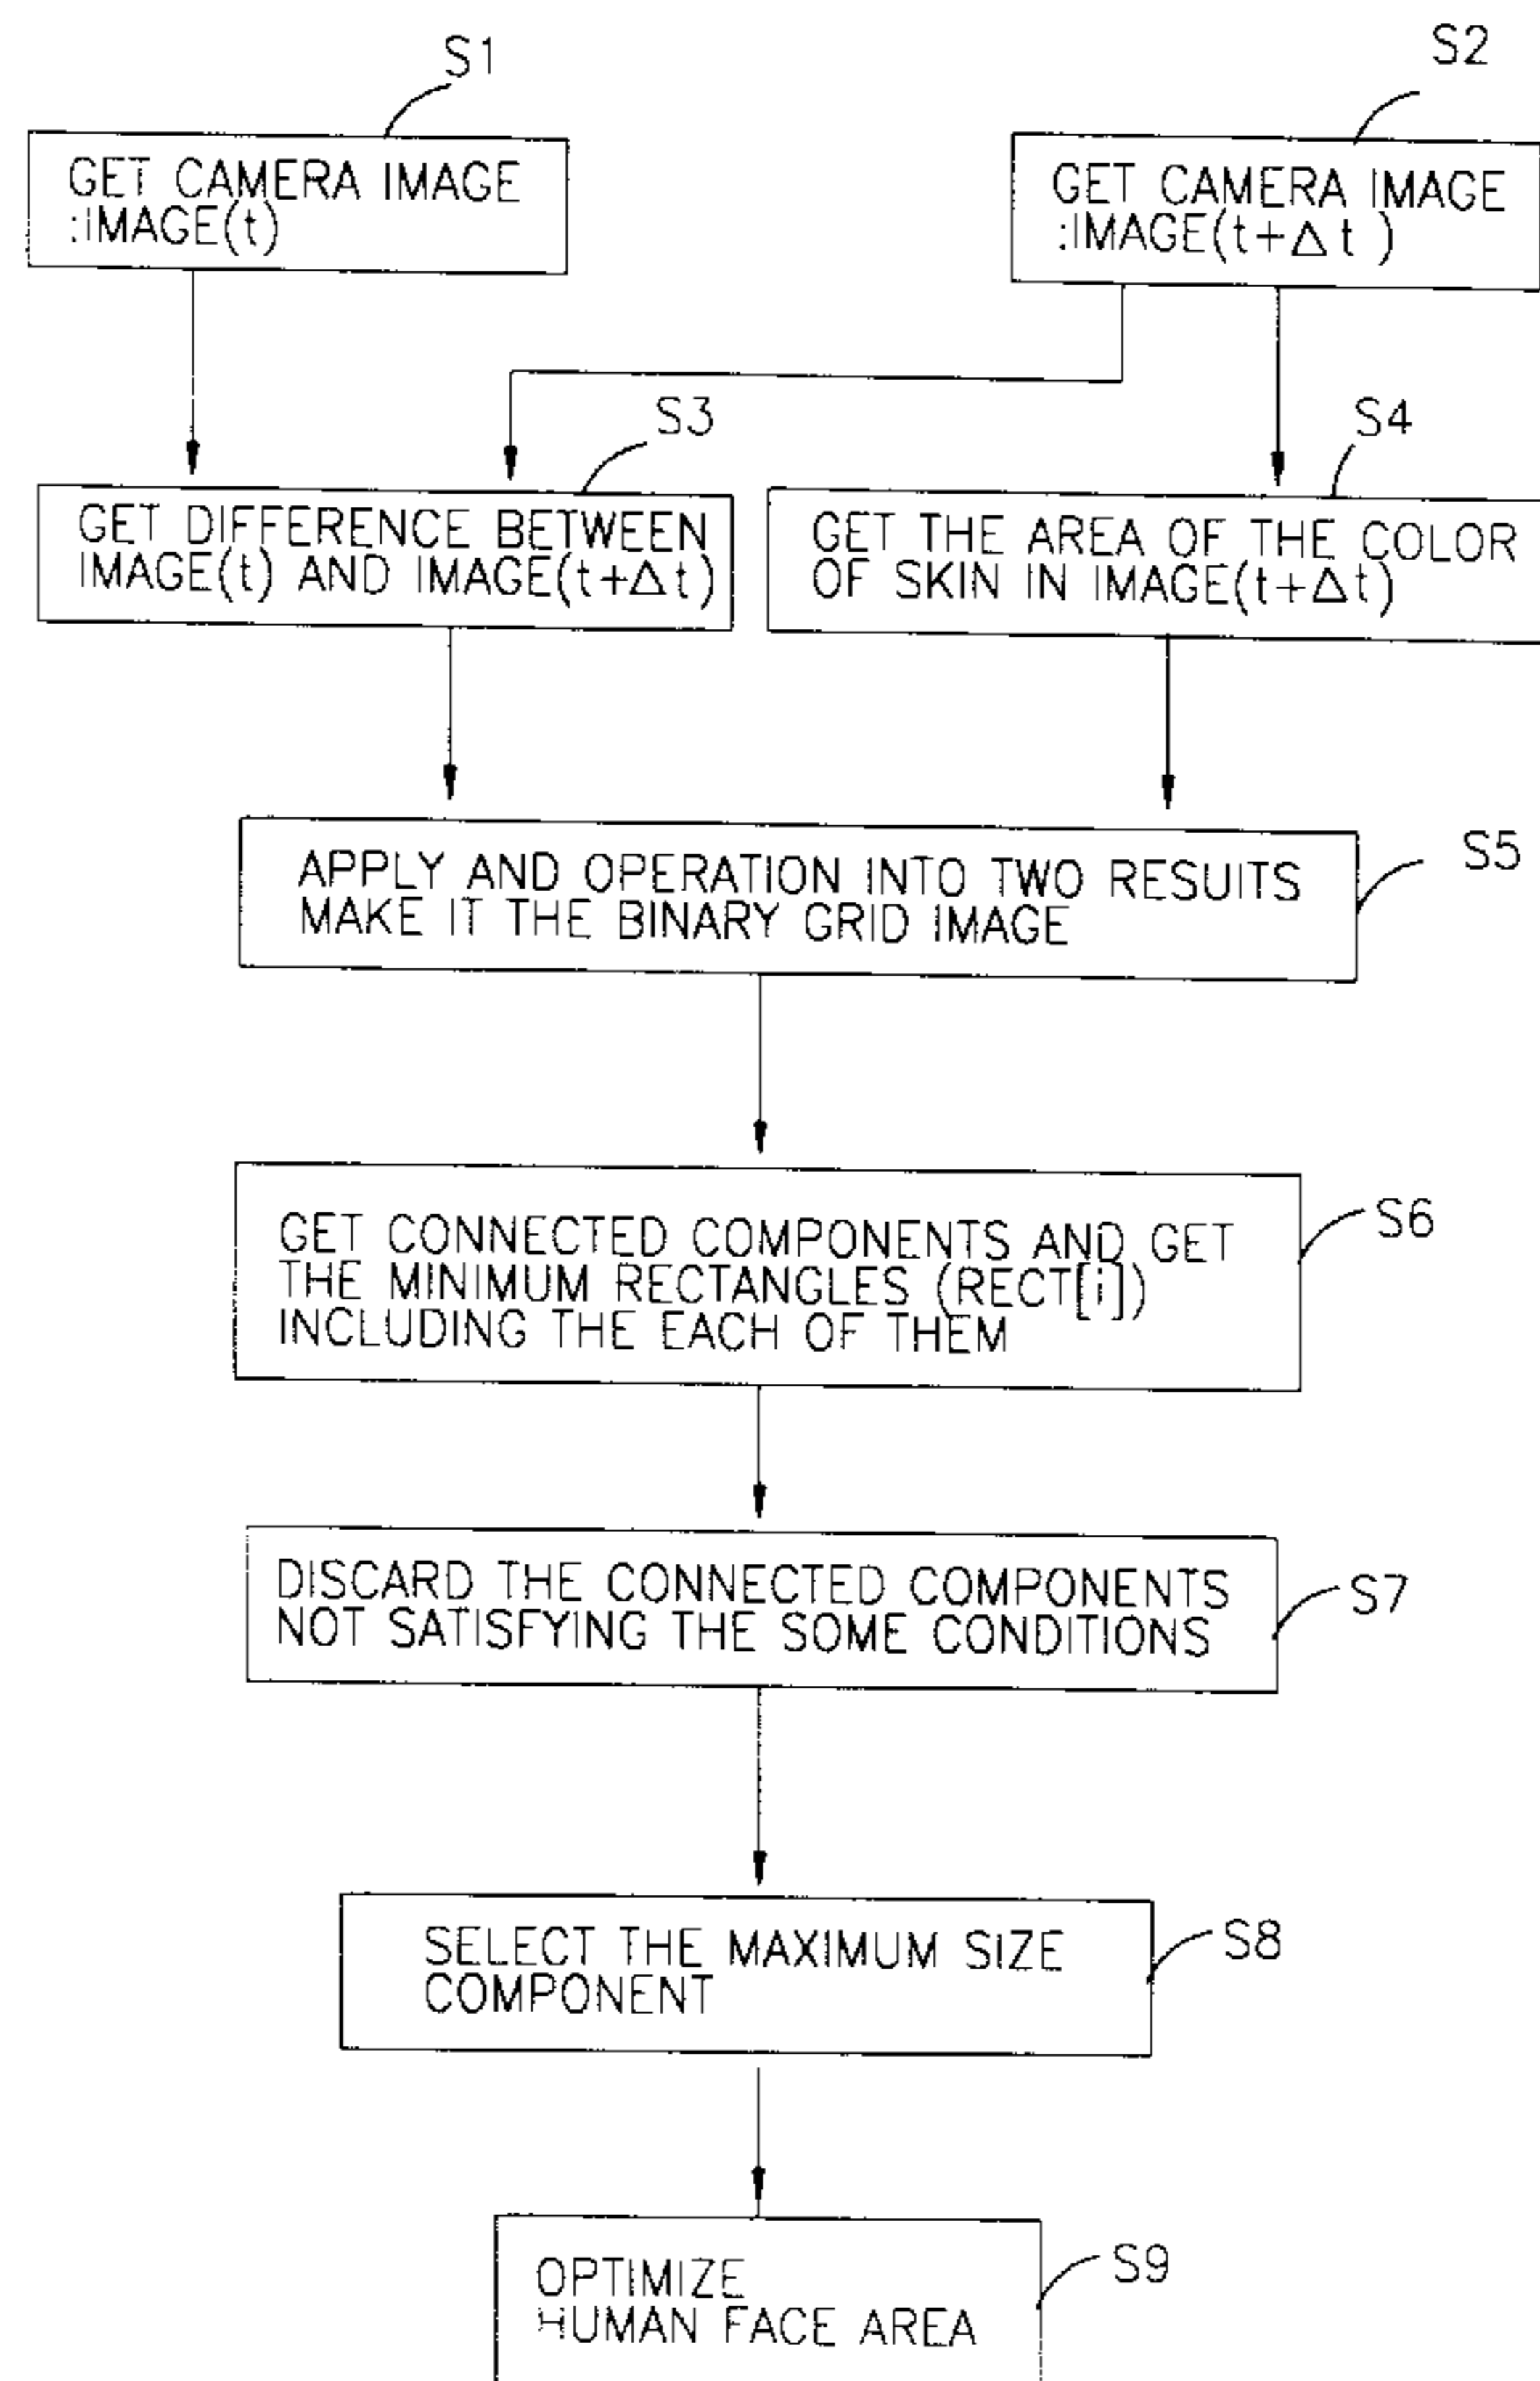 S1
S2
GET CAMERA IMAGE
:IMAGE(t)
GET CAMERA IMAGE
:IMAGE(t+Δt )
S3
S4
GET DIFFERENCE BETWEEN
IMAGE(t) AND IMAGE(t+Δt)
GET THE AREA OF THE COLOR
OF SKIN IN IMAGE(t+Δt)
S5
APPLY AND OPERATION INTO TWO RESUITS
MAKE IT THE BINARY GRID IMAGE
S6
GET CONNECTED COMPONENTS AND GET
THE MINIMUM RECTANGLES (RECT[i])
INCLUDING THE EACH OF THEM
S7
DISCARD THE CONNECTED COMPONENTS
NOT SATISFYING THE SOME CONDITIONS
S8
SELECT THE MAXIMUM SIZE
COMPONENT
S9
OPTIMIZE
HUMAN FACE AREA